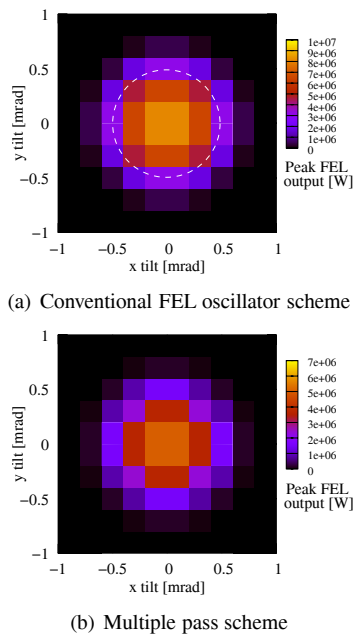 1
0.5
0
−0.5
−1
y tilt [mrad]
−1 −0.5 0 0.5 1
x tilt [mrad]
1e+07
9e+06
8e+06
7e+06
6e+06
5e+06
4e+06
3e+06
2e+06
1e+06
0
Peak FEL
output [W]
(a) Conventional FEL oscillator scheme
1
0.5
0
−0.5
−1
y tilt [mrad]
−1 −0.5 0 0.5 1
x tilt [mrad]
7e+06
6e+06
5e+06
4e+06
3e+06
2e+06
1e+06
0
Peak FEL
output [W]
(b) Multiple pass scheme